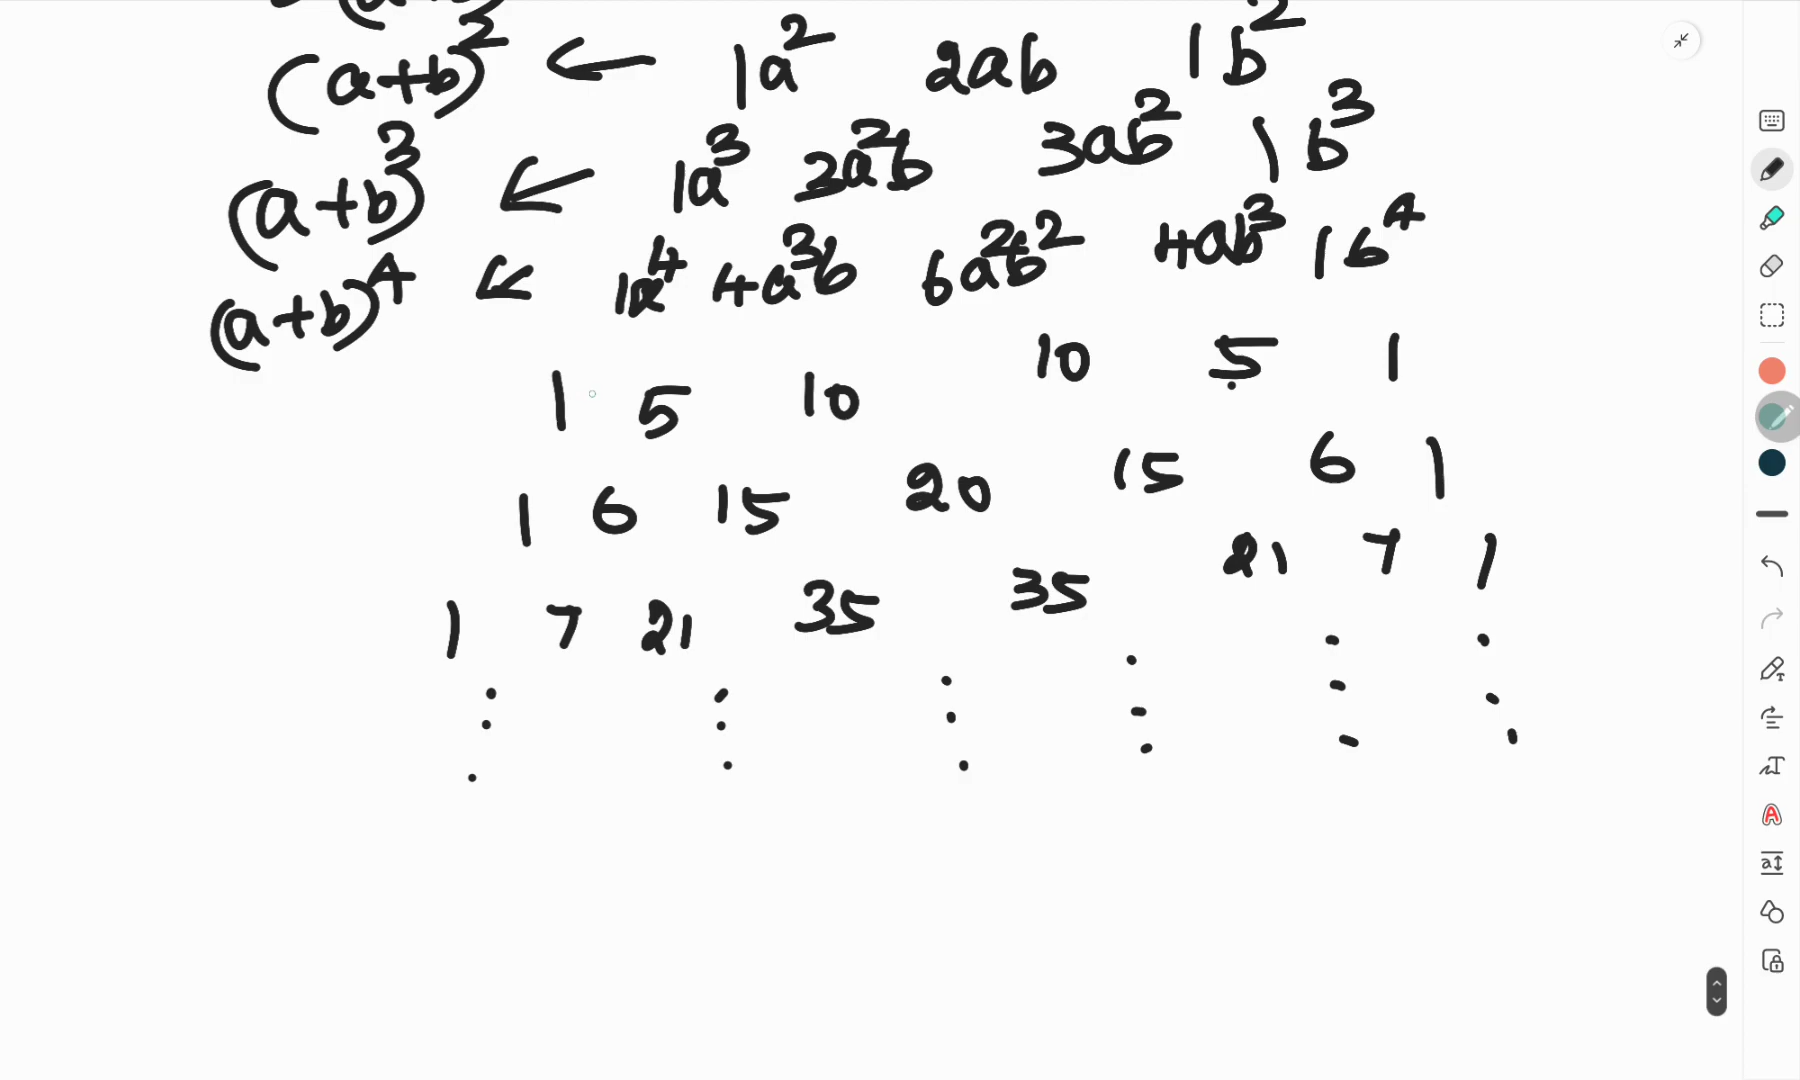 (a+b)² ← 1a² 2ab 1b²
(a+b)³ ← 1a³ 3a²b 3ab² 1b³
(a+b)⁴ ← 1a⁴ 4a³b 6a²b² 4ab³ 1b⁴
1 5 10 10 5 1
1 6 15 20 15 6 1
1 7 21 35 35 21 7 1